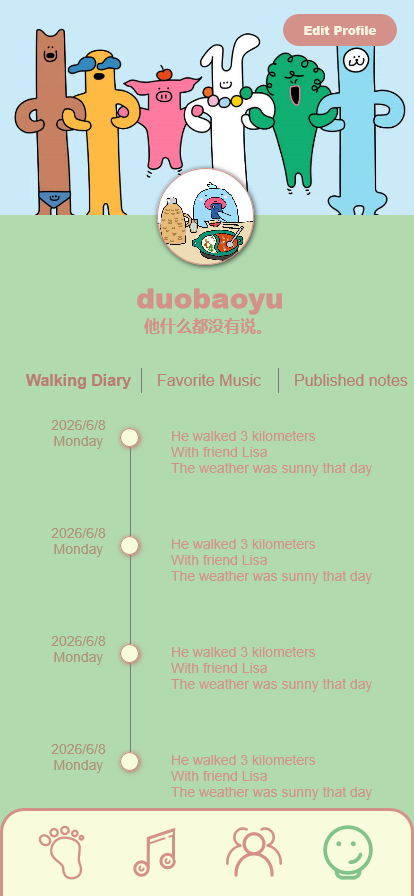 Edit Profile
duobaoyu
他什么都没有说。
Walking Diary
Favorite Music
Published notes
2026/6/8
Monday
He walked 3 kilometers
With friend Lisa
The weather was sunny that day
2026/6/8
Monday
He walked 3 kilometers
With friend Lisa
The weather was sunny that day
2026/6/8
Monday
He walked 3 kilometers
With friend Lisa
The weather was sunny that day
2026/6/8
Monday
He walked 3 kilometers
With friend Lisa
The weather was sunny that day